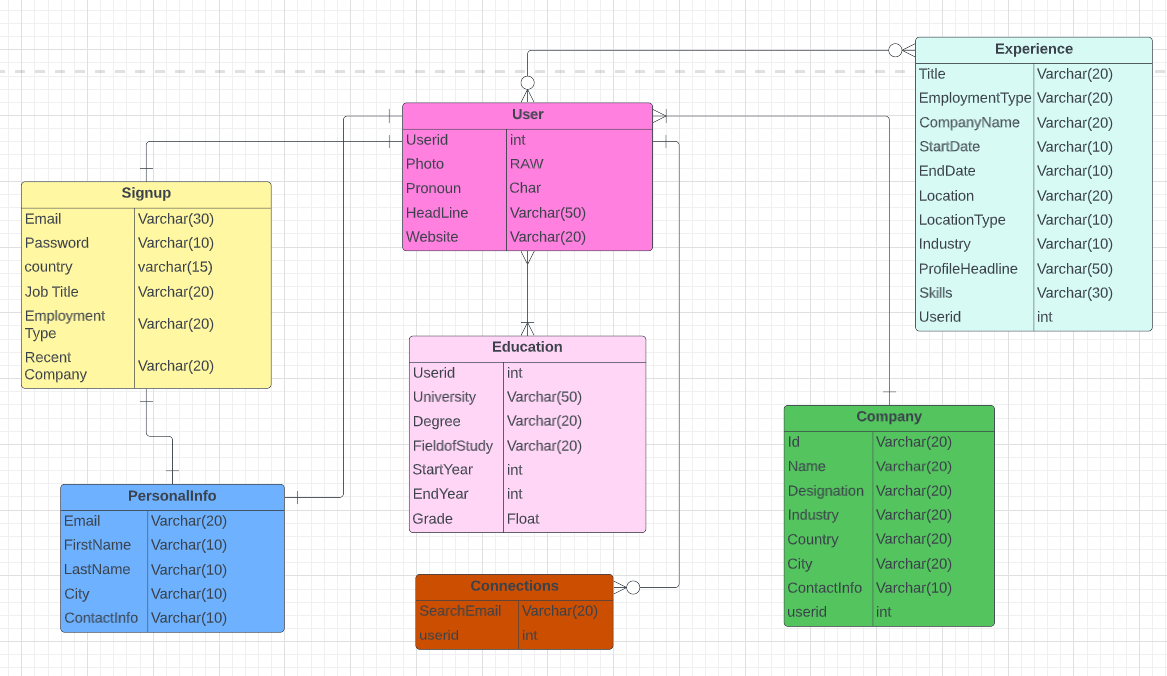 Experience
Title Varchar(20)
EmploymentType Varchar(20)
CompanyName Varchar(20)
StartDate Varchar(10)
EndDate Varchar(10)
Location Varchar(20)
LocationType Varchar(10)
Industry Varchar(10)
ProfileHeadline Varchar(50)
Skills Varchar(30)
Userid int
User
Userid int
Photo RAW
Pronoun Char
HeadLine Varchar(50)
Website Varchar(20)
Signup
Email Varchar(30)
Password Varchar(10)
country varchar(15)
Job Title Varchar(20)
Employment
Type Varchar(20)
Recent
Company Varchar(20)
Education
Userid int
University Varchar(50)
Degree Varchar(20)
FieldofStudy Varchar(20)
StartYear int
EndYear int
Grade Float
Company
Id Varchar(20)
Name Varchar(20)
Designation Varchar(20)
Industry Varchar(20)
Country Varchar(20)
City Varchar(20)
ContactInfo Varchar(10)
userid int
PersonalInfo
Email Varchar(20)
FirstName Varchar(10)
LastName Varchar(10)
City Varchar(10)
ContactInfo Varchar(10)
Connections
SearchEmail Varchar(20)
userid int